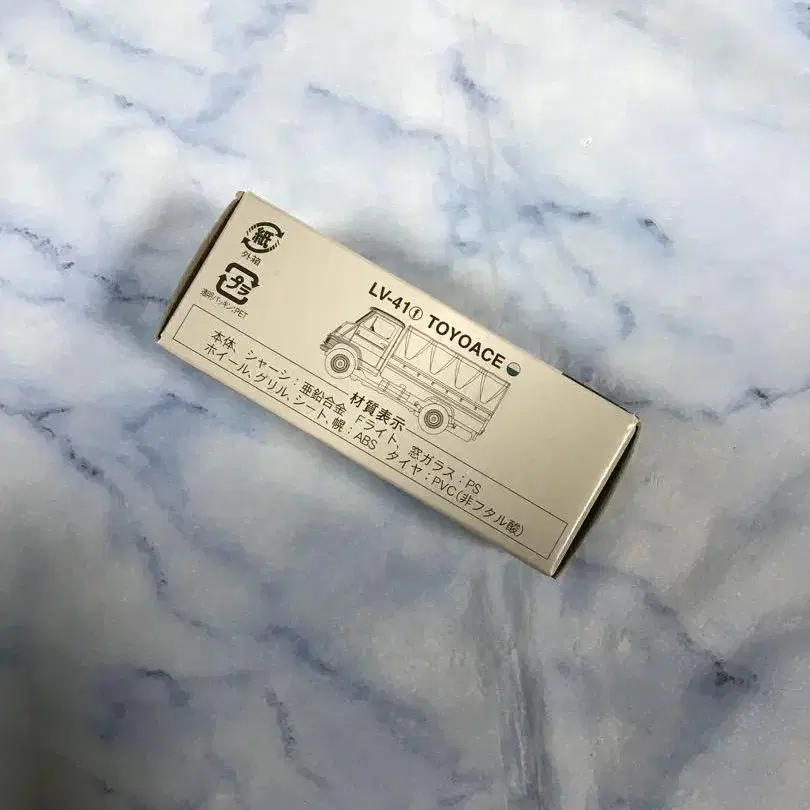 紙
外箱
プラ
透明パッキン:PET
LV-41ⓕ TOYOACE
材質表示
本体、シャーシ：亜鉛合金　Fライト、窓ガラス：PS
ホイール、グリル、シート、幌：ABS　タイヤ：PVC(非フタル酸)